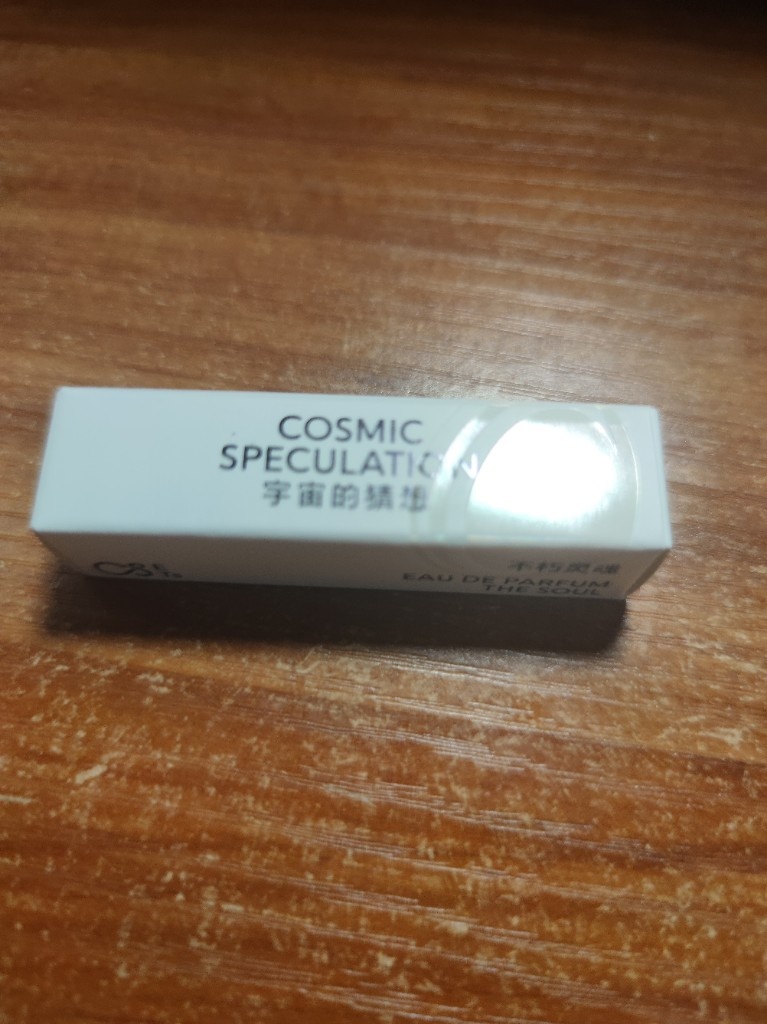 COSMIC
SPECULATION
宇宙的猜想
不朽灵魂
EAU DE PARFUM
THE SOUL